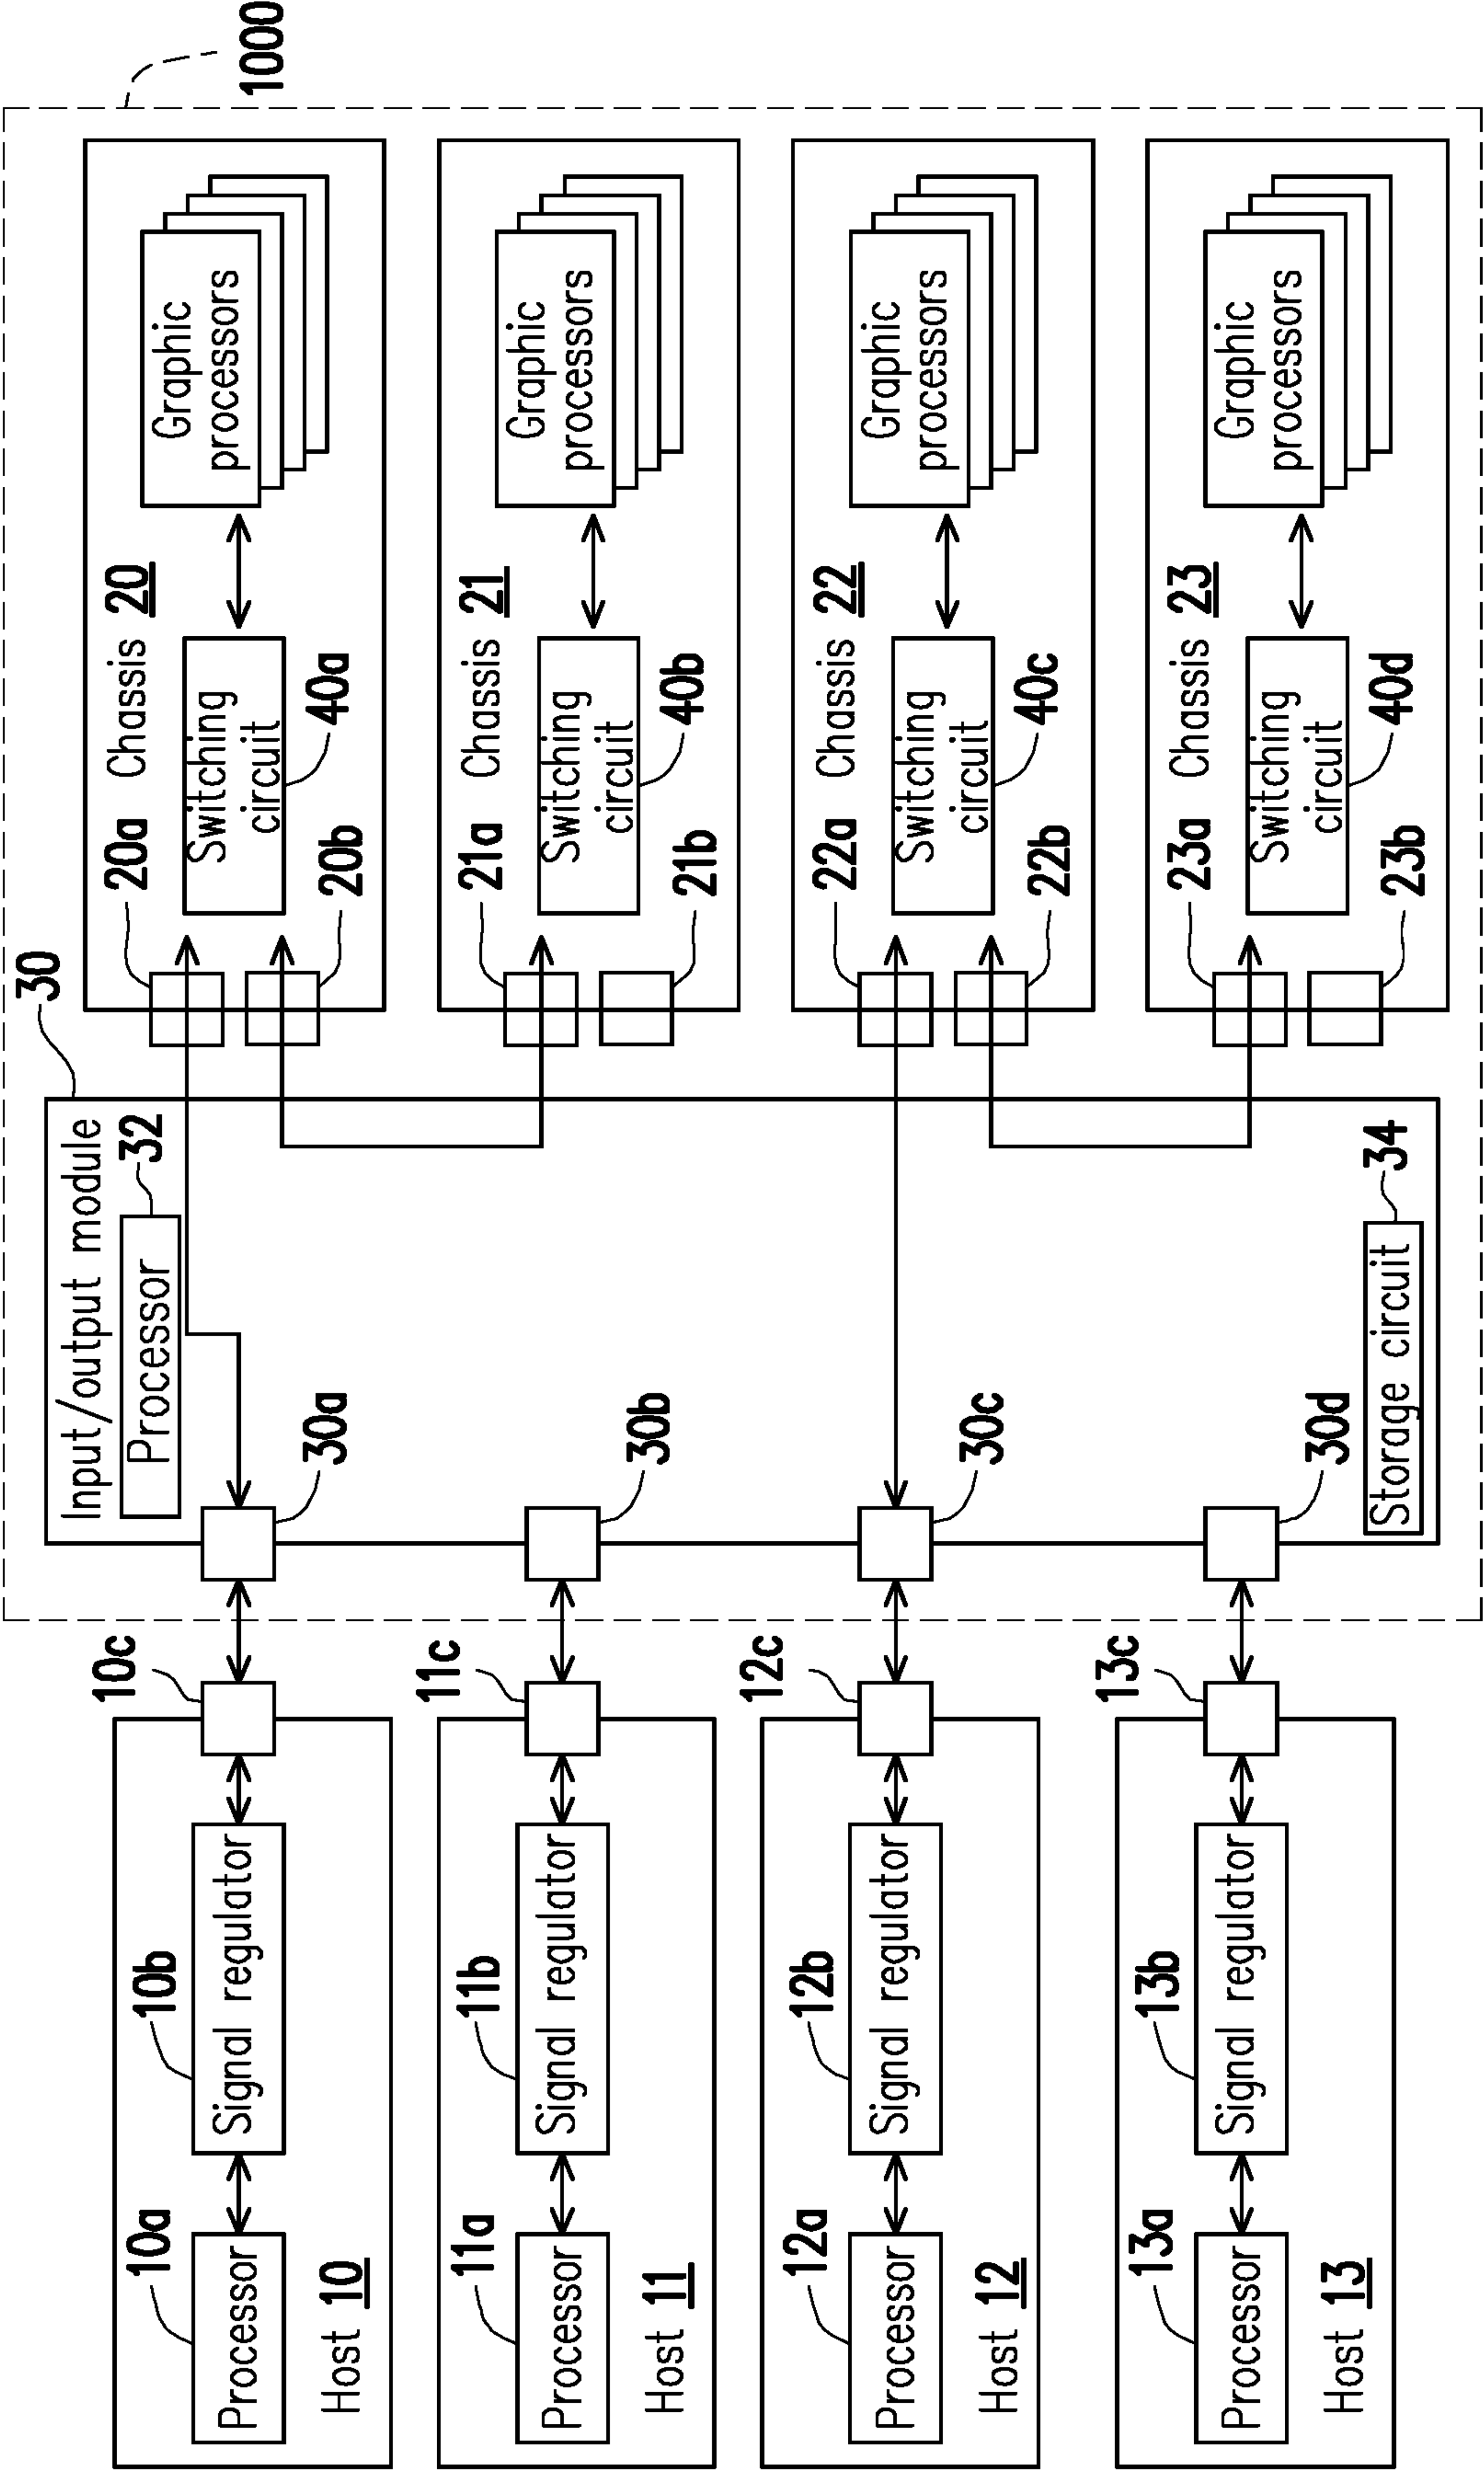 1000
30
Input/output module
Processor
32
30a
30b
30c
30d
Storage circuit
34
20a
Chassis 20
Switching
circuit
40a
20b
Graphic
processors
21a
Chassis 21
Switching
circuit
40b
21b
Graphic
processors
22a
Chassis 22
Switching
circuit
40c
22b
Graphic
processors
23a
Chassis 23
Switching
circuit
40d
23b
Graphic
processors
10a
Processor
10b
Signal regulator
10c
Host 10
11a
Processor
11b
Signal regulator
11c
Host 11
12a
Processor
12b
Signal regulator
12c
Host 12
13a
Processor
13b
Signal regulator
13c
Host 13